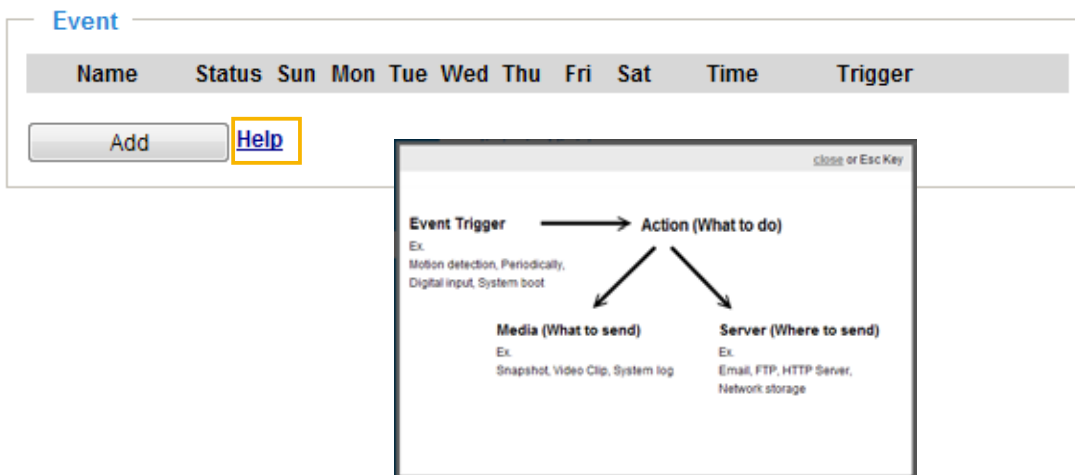 Event
Name Status Sun Mon Tue Wed Thu Fri Sat Time Trigger
Add Help
close or Esc Key
Event Trigger Action (What to do)
Ex.
Motion detection, Periodically,
Digital input, System boot
Media (What to send) Server (Where to send)
Ex. Ex.
Snapshot, Video Clip, System log Email, FTP, HTTP Server,
Network storage